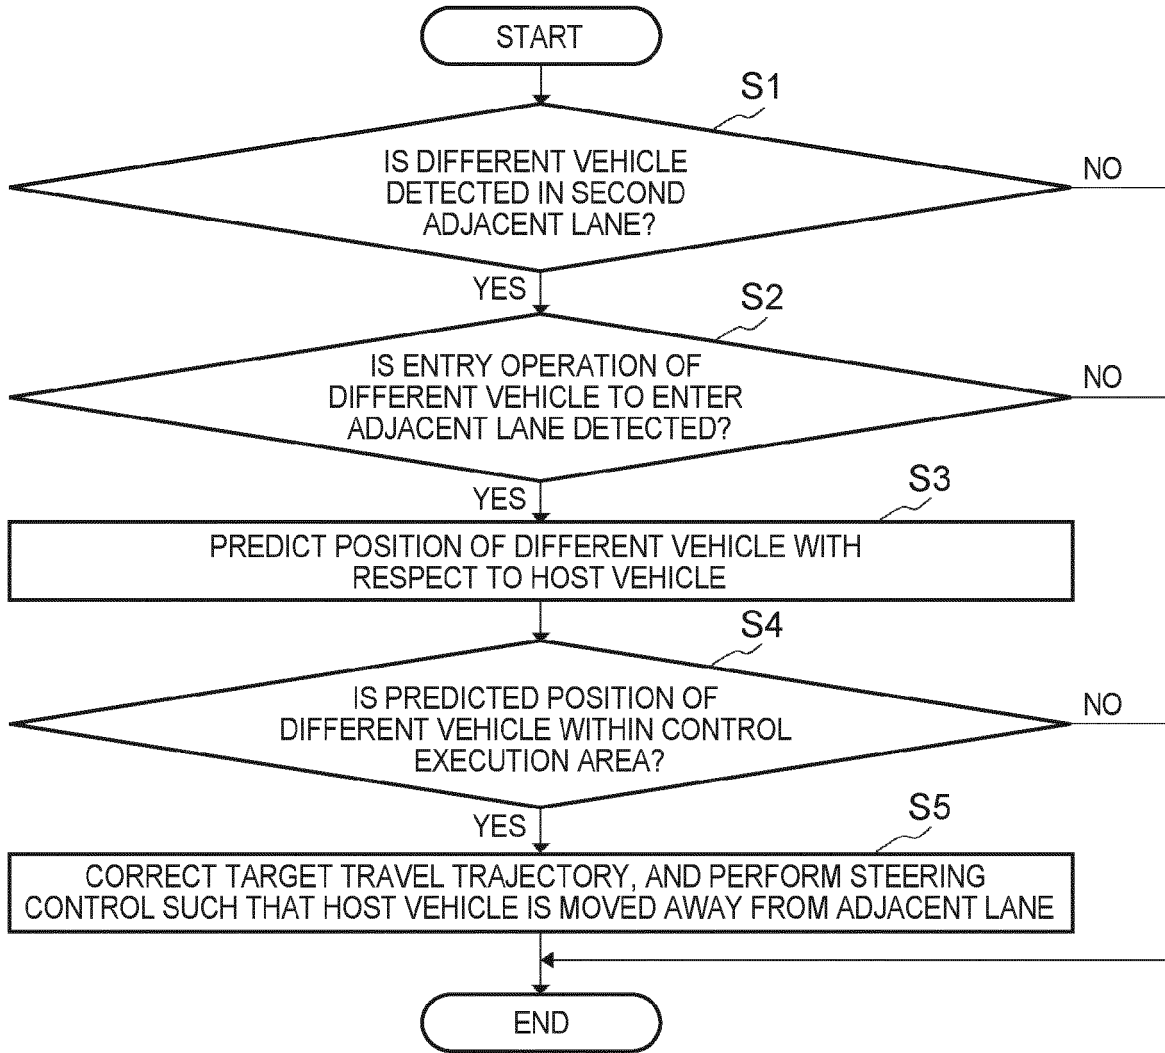 START
S1
IS DIFFERENT VEHICLE
DETECTED IN SECOND
ADJACENT LANE?
NO
YES
S2
IS ENTRY OPERATION OF
DIFFERENT VEHICLE TO ENTER
ADJACENT LANE DETECTED?
NO
YES
S3
PREDICT POSITION OF DIFFERENT VEHICLE WITH
RESPECT TO HOST VEHICLE
S4
IS PREDICTED POSITION OF
DIFFERENT VEHICLE WITHIN CONTROL
EXECUTION AREA?
NO
YES
S5
CORRECT TARGET TRAVEL TRAJECTORY, AND PERFORM STEERING
CONTROL SUCH THAT HOST VEHICLE IS MOVED AWAY FROM ADJACENT LANE
END